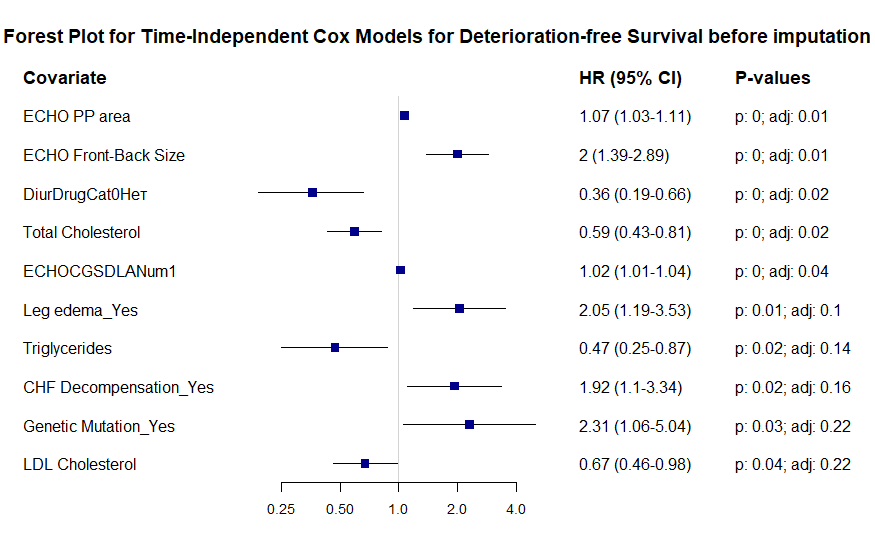 Forest Plot for Time-Independent Cox Models for Deterioration-free Survival before imputation
Covariate HR (95% CI) P-values
ECHO PP area 1.07 (1.03-1.11) p: 0; adj: 0.01
ECHO Front-Back Size 2 (1.39-2.89) p: 0; adj: 0.01
DiurDrugCat0Нет 0.36 (0.19-0.66) p: 0; adj: 0.02
Total Cholesterol 0.59 (0.43-0.81) p: 0; adj: 0.02
ECHOCGSDLANum1 1.02 (1.01-1.04) p: 0; adj: 0.04
Leg edema_Yes 2.05 (1.19-3.53) p: 0.01; adj: 0.1
Triglycerides 0.47 (0.25-0.87) p: 0.02; adj: 0.14
CHF Decompensation_Yes 1.92 (1.1-3.34) p: 0.02; adj: 0.16
Genetic Mutation_Yes 2.31 (1.06-5.04) p: 0.03; adj: 0.22
LDL Cholesterol 0.67 (0.46-0.98) p: 0.04; adj: 0.22
0.25 0.50 1.0 2.0 4.0